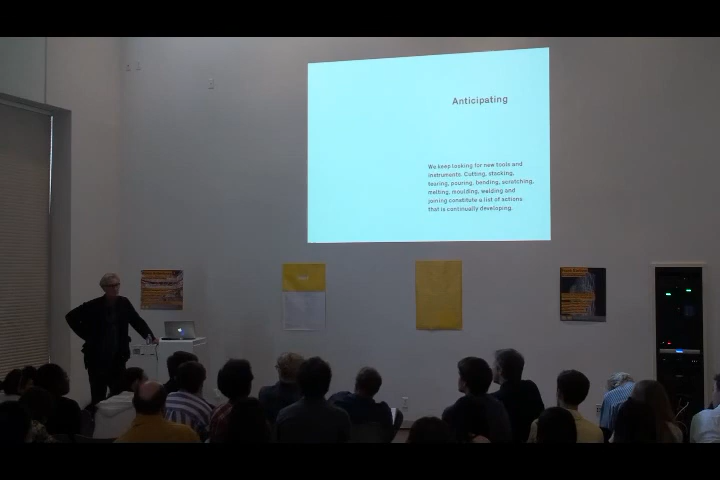 Anticipating
We keep looking for new tools and
instruments. Cutting, stacking,
tearing, pouring, bending, scratching,
melting, moulding, welding and
joining constitute a list of actions
that is continually developing.